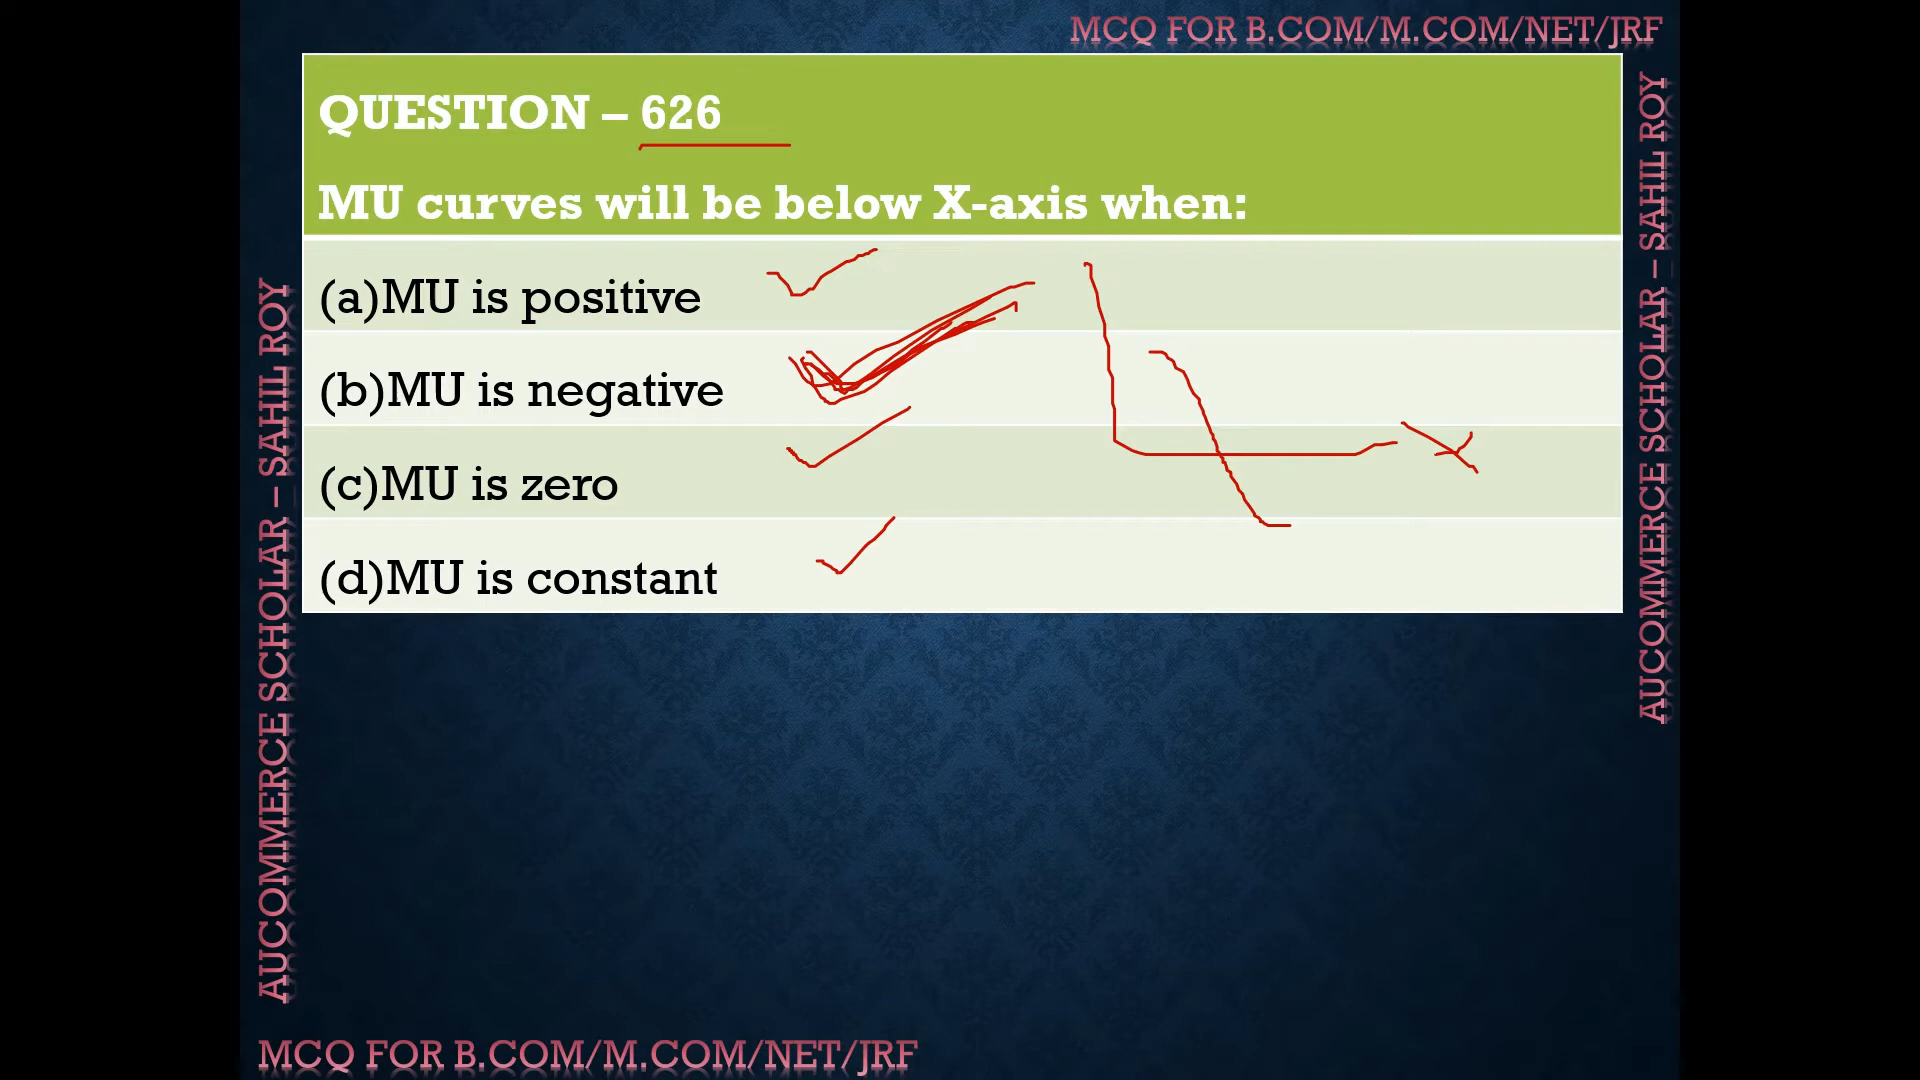 MCQ FOR B.COM/M.COM/NET/JRF
QUESTION – 626
MU curves will be below X-axis when:
(a)MU is positive
(b)MU is negative
(c)MU is zero
(d)MU is constant
X
AUCOMMERCE SCHOLAR – SAHIL ROY
AUCOMMERCE SCHOLAR – SAHIL ROY
MCQ FOR B.COM/M.COM/NET/JRF